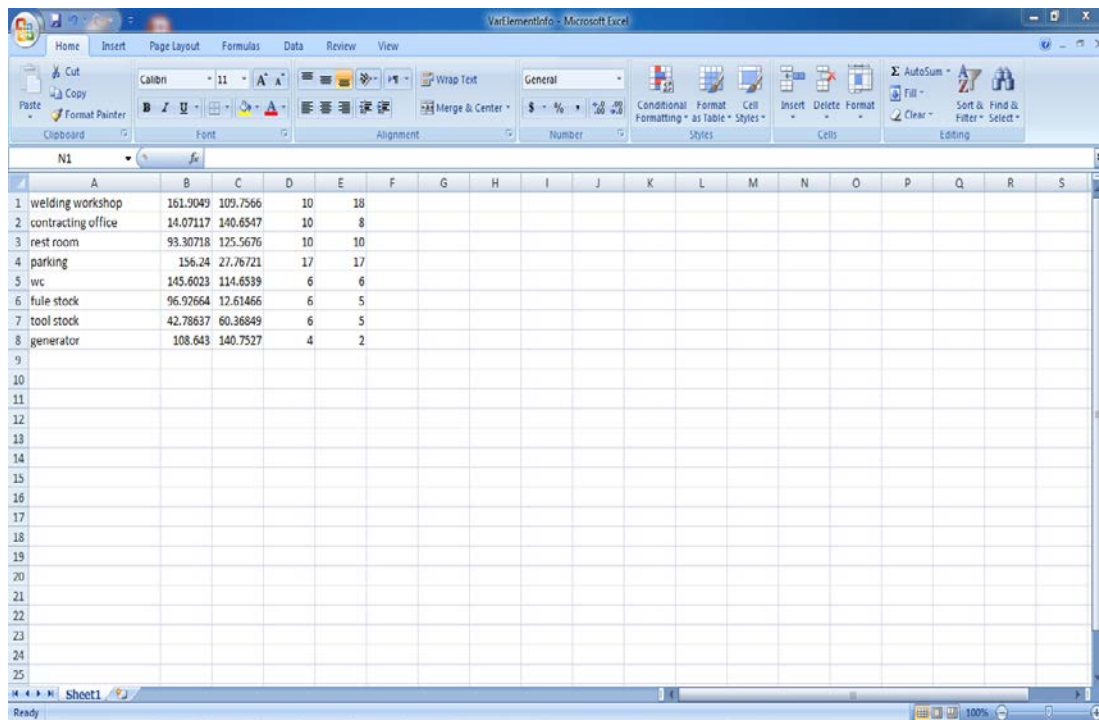 VarElementInfo - Microsoft Excel
Home Insert Page Layout Formulas Data Review View
Paste
Cut
Copy
Format Painter
Clipboard
Calibri 11 A A
B I U A
Font
Wrap Text
Merge & Center
Alignment
General
$ % ,
Number
Conditional Formatting
Format as Table
Cell Styles
Styles
Insert Delete Format
Cells
Σ AutoSum
Fill
Clear
Sort & Filter
Find & Select
Editing
N1 fx
A B C D E F G H I J K L M N O P Q R S
1 welding workshop 161.9049 109.7566 10 18
2 contracting office 14.07117 140.6547 10 8
3 rest room 93.30718 125.5676 10 10
4 parking 156.24 27.76721 17 17
5 wc 145.6023 114.6539 6 6
6 fule stock 96.92664 12.61466 6 5
7 tool stock 42.78637 60.36849 6 5
8 generator 108.643 140.7527 4 2
9
10
11
12
13
14
15
16
17
18
19
20
21
22
23
24
25
Sheet1
Ready 100%